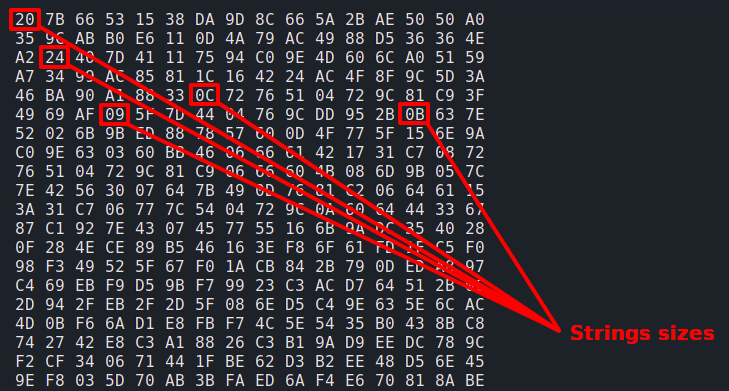 20 7B 66 53 15 38 DA 9D 8C 66 5A 2B AE 50 50 A0
35 9C AB B0 E6 11 0D 4A 79 AC 49 88 D5 36 36 4E
A2 24 40 7D 41 11 75 94 C0 9E 4D 60 6C A0 51 59
A7 34 99 AC 85 81 1C 16 42 24 AC 4F 8F 9C 5D 3A
46 BA 90 A1 88 33 0C 72 76 51 04 72 9C 81 C9 3F
49 69 AF 09 5F 7D 44 04 76 9C DD 95 2B 0B 63 7E
52 02 6B 9B ED 88 78 57 60 0D 4F 77 5F 15 6E 9A
C0 9E 63 03 60 BB 46 06 66 61 42 17 31 C7 08 72
76 51 04 72 9C 81 C9 06 66 60 4B 08 6D 9B 05 7C
7E 42 56 30 07 64 7B 49 0D 76 81 C2 06 64 61 15
3A 31 C7 06 77 7C 54 04 72 9C 0A 60 64 44 33 67
87 C1 92 7E 43 07 45 77 55 16 6B 9A DC 35 40 28
0F 28 4E CE 89 B5 46 16 3E F8 6F 61 FD C5 F0
98 F3 49 52 5F 67 F0 1A CB 84 2B 79 0D ED 97
C4 69 EB F9 D5 9B F7 99 23 C3 AC D7 64 51 2B
2D 94 2F EB 2F 2D 5F 08 6E D5 C4 9E 63 5E 6C AC
4D 0B F6 6A D1 E8 FB F7 4C 5E 54 35 B0 43 8B C8
74 27 42 E8 C3 A1 88 26 C3 B1 9A D9 EE DC 78 9C
F2 CF 34 06 71 44 1F BE 62 D3 B2 EE 48 D5 6E 45
9E F8 03 5D 70 AB 3B FA ED 6A F4 E6 70 81 8A BE
Strings sizes